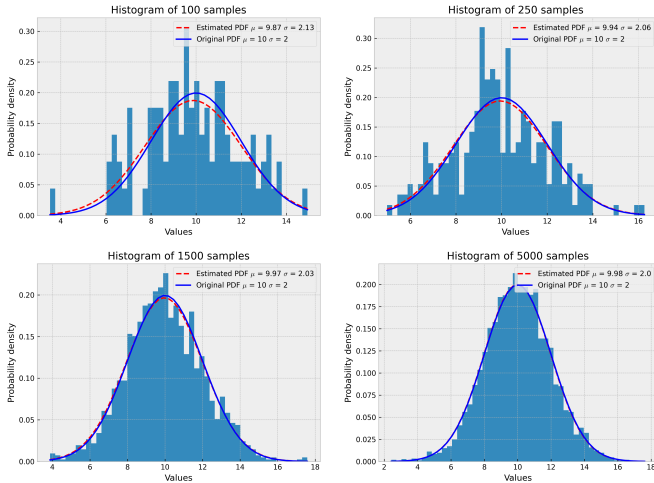 Histogram of 100 samples
Estimated PDF μ = 9.87 σ = 2.13
Original PDF μ = 10 σ = 2
Probability density
0.30
0.25
0.20
0.15
0.10
0.05
0.00
4 6 8 10 12 14
Values
Histogram of 250 samples
Estimated PDF μ = 9.94 σ = 2.06
Original PDF μ = 10 σ = 2
Probability density
0.30
0.25
0.20
0.15
0.10
0.05
0.00
6 8 10 12 14 16
Values
Histogram of 1500 samples
Estimated PDF μ = 9.97 σ = 2.03
Original PDF μ = 10 σ = 2
Probability density
0.20
0.15
0.10
0.05
0.00
4 6 8 10 12 14 16 18
Values
Histogram of 5000 samples
Estimated PDF μ = 9.98 σ = 2.0
Original PDF μ = 10 σ = 2
Probability density
0.200
0.175
0.150
0.125
0.100
0.075
0.050
0.025
0.000
2 4 6 8 10 12 14 16 18
Values